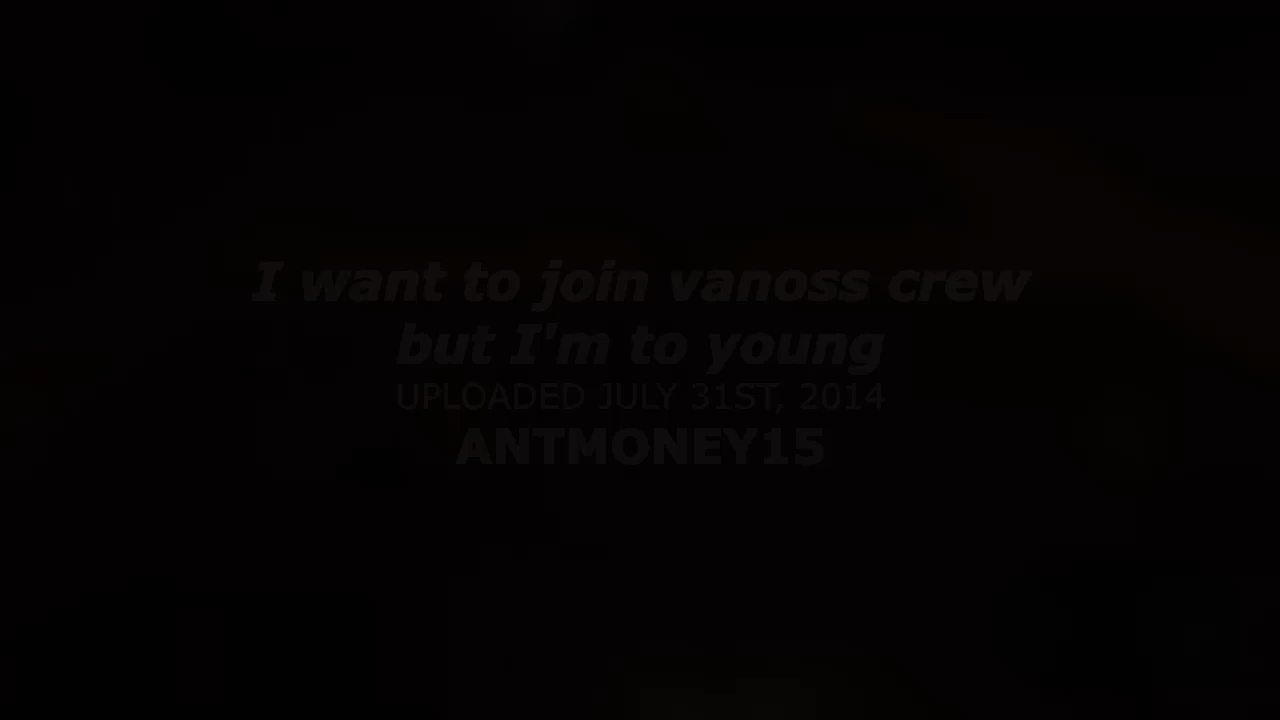 I want to join vanoss crew
but I'm to young
UPLOADED JULY 31ST, 2014
ANTMONEY15